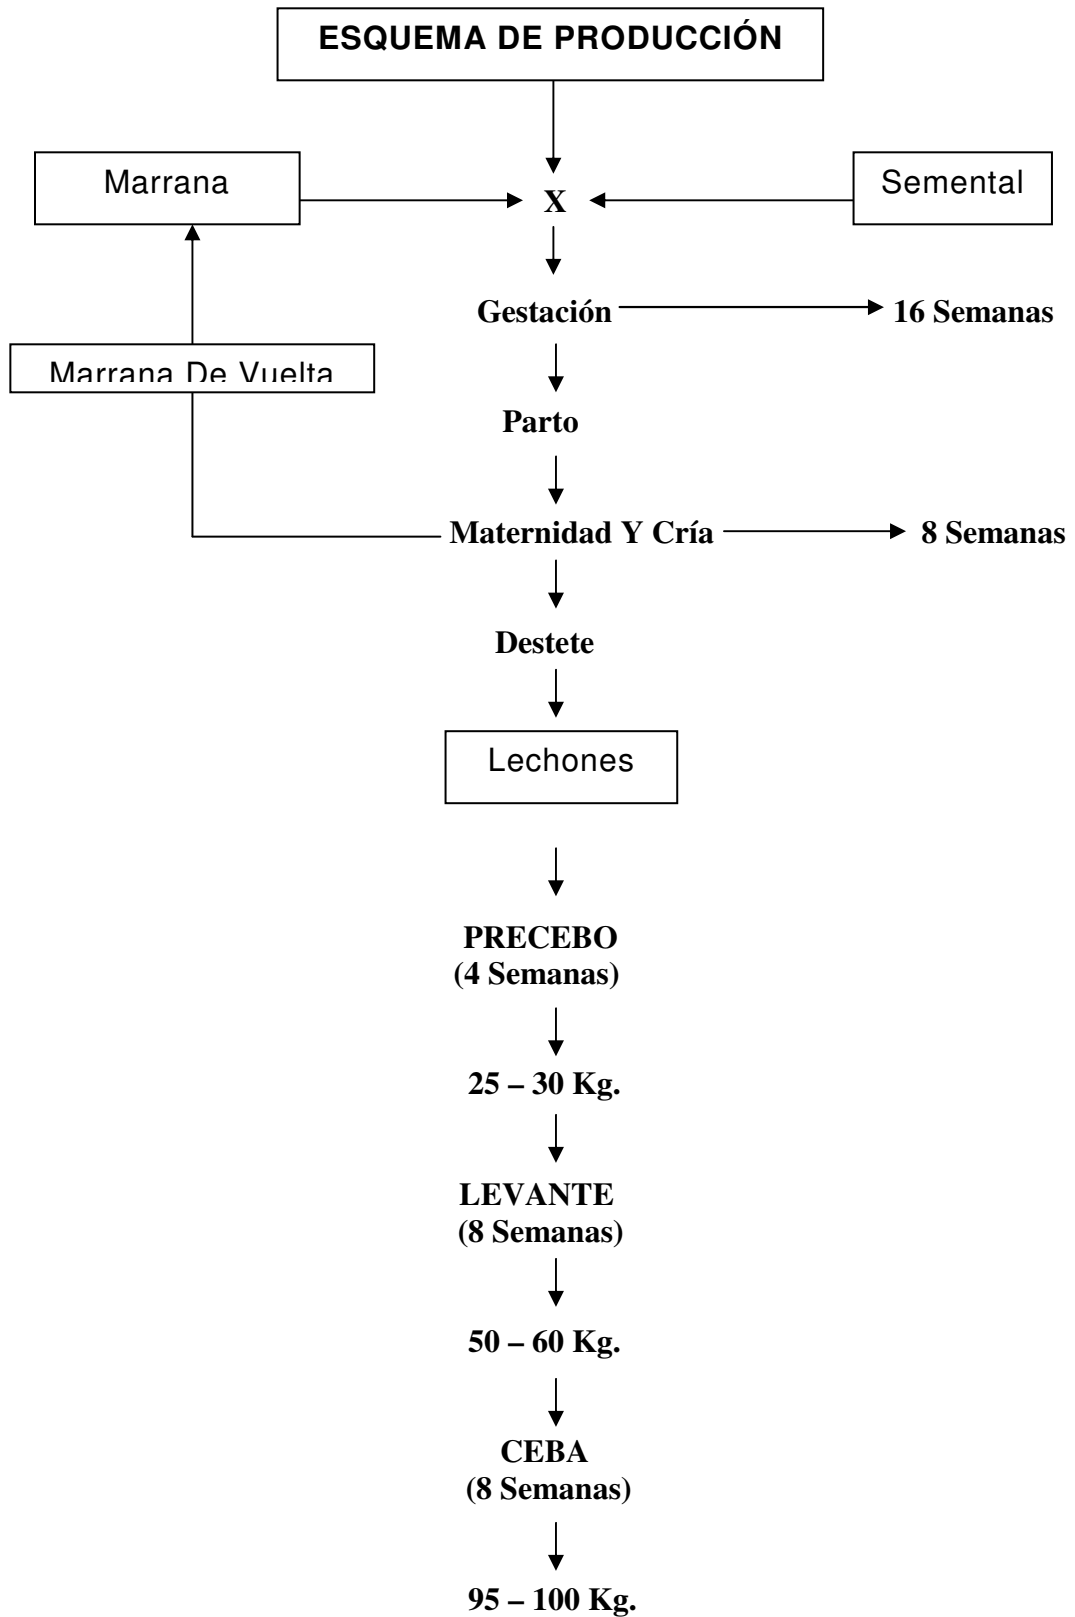 ESQUEMA DE PRODUCCIÓN
Marrana
X
Semental
Gestación
16 Semanas
Marrana De Vuelta
Parto
Maternidad Y Cría
8 Semanas
Destete
Lechones
PRECEBO
(4 Semanas)
25 – 30 Kg.
LEVANTE
(8 Semanas)
50 – 60 Kg.
CEBA
(8 Semanas)
95 – 100 Kg.